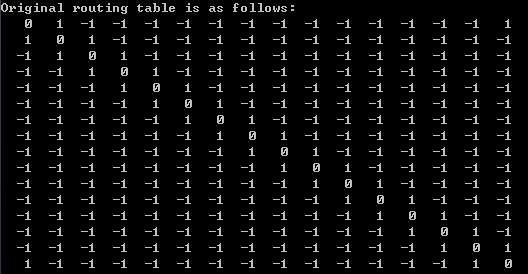 Original routing table is as follows:
0 1 -1 -1 -1 -1 -1 -1 -1 -1 -1 -1 -1 -1 -1 1
1 0 1 -1 -1 -1 -1 -1 -1 -1 -1 -1 -1 -1 -1 -1
-1 1 0 1 -1 -1 -1 -1 -1 -1 -1 -1 -1 -1 -1 -1
-1 -1 1 0 1 -1 -1 -1 -1 -1 -1 -1 -1 -1 -1 -1
-1 -1 -1 1 0 1 -1 -1 -1 -1 -1 -1 -1 -1 -1 -1
-1 -1 -1 -1 1 0 1 -1 -1 -1 -1 -1 -1 -1 -1 -1
-1 -1 -1 -1 -1 1 0 1 -1 -1 -1 -1 -1 -1 -1 -1
-1 -1 -1 -1 -1 -1 1 0 1 -1 -1 -1 -1 -1 -1 -1
-1 -1 -1 -1 -1 -1 -1 1 0 1 -1 -1 -1 -1 -1 -1
-1 -1 -1 -1 -1 -1 -1 -1 1 0 1 -1 -1 -1 -1 -1
-1 -1 -1 -1 -1 -1 -1 -1 -1 1 0 1 -1 -1 -1 -1
-1 -1 -1 -1 -1 -1 -1 -1 -1 -1 1 0 1 -1 -1 -1
-1 -1 -1 -1 -1 -1 -1 -1 -1 -1 -1 1 0 1 -1 -1
-1 -1 -1 -1 -1 -1 -1 -1 -1 -1 -1 -1 1 0 1 -1
-1 -1 -1 -1 -1 -1 -1 -1 -1 -1 -1 -1 -1 1 0 1
1 -1 -1 -1 -1 -1 -1 -1 -1 -1 -1 -1 -1 -1 1 0